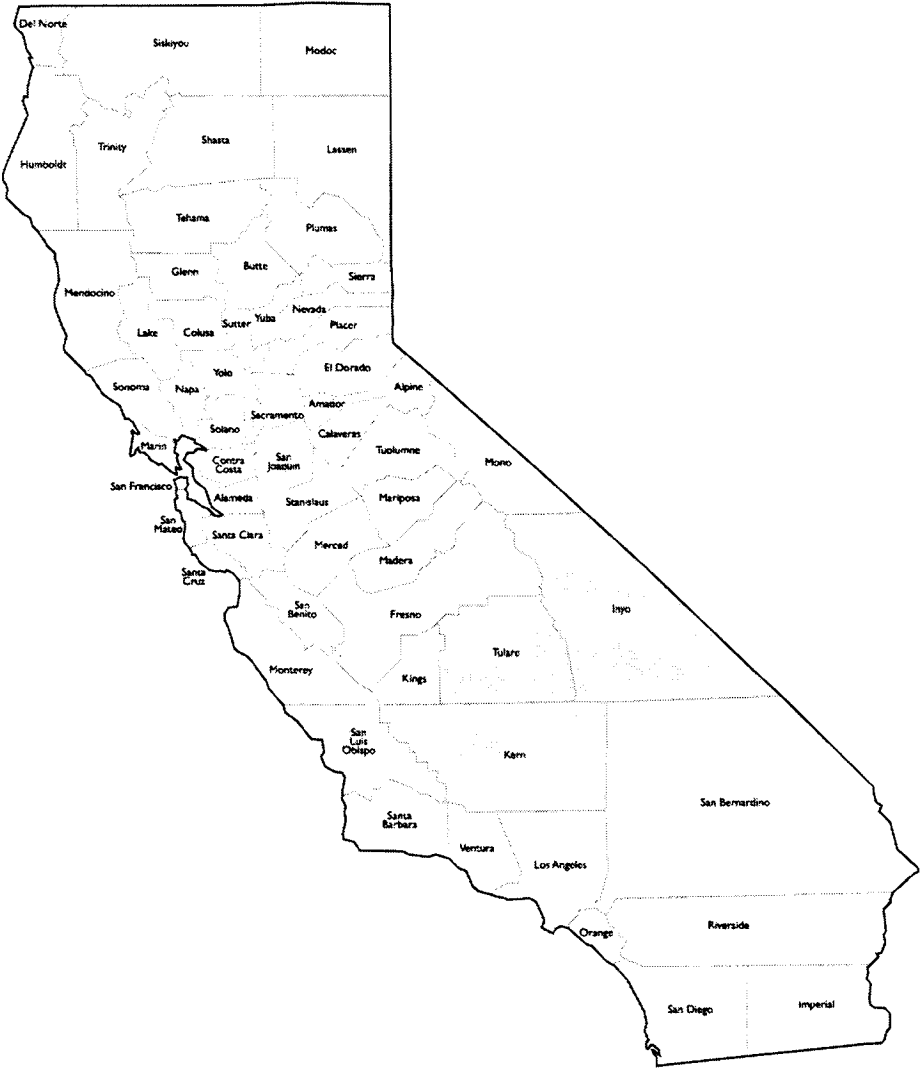 Del Norte
Siskiyou
Modoc
Humboldt
Trinity
Shasta
Lassen
Tehama
Plumas
Glenn
Butte
Sierra
Mendocino
Lake
Colusa
Sutter
Yuba
Nevada
Placer
Sonoma
Napa
Yolo
El Dorado
Alpine
Sacramento
Amador
Solano
Calaveras
Marin
Contra
Costa
San
Joaquin
Tuolumne
Mono
San Francisco
Alameda
Stanislaus
Mariposa
San
Mateo
Santa Clara
Merced
Madera
Santa
Cruz
San
Benito
Fresno
Inyo
Monterey
Kings
Tulare
San
Luis
Obispo
Kern
San Bernardino
Santa
Barbara
Ventura
Los Angeles
Orange
Riverside
San Diego
Imperial